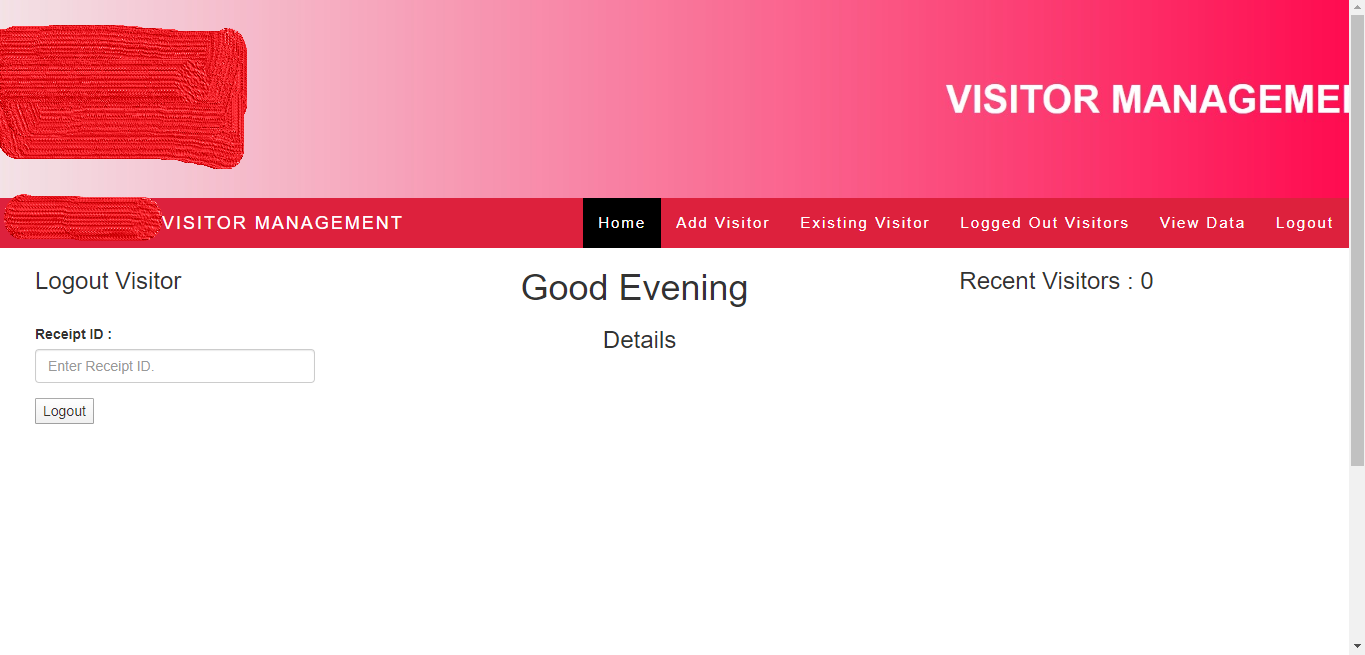 VISITOR MANAGEME
VISITOR MANAGEMENT
Home Add Visitor Existing Visitor Logged Out Visitors View Data Logout
Logout Visitor
Good Evening
Recent Visitors : 0
Receipt ID :
Details
Enter Receipt ID.
Logout